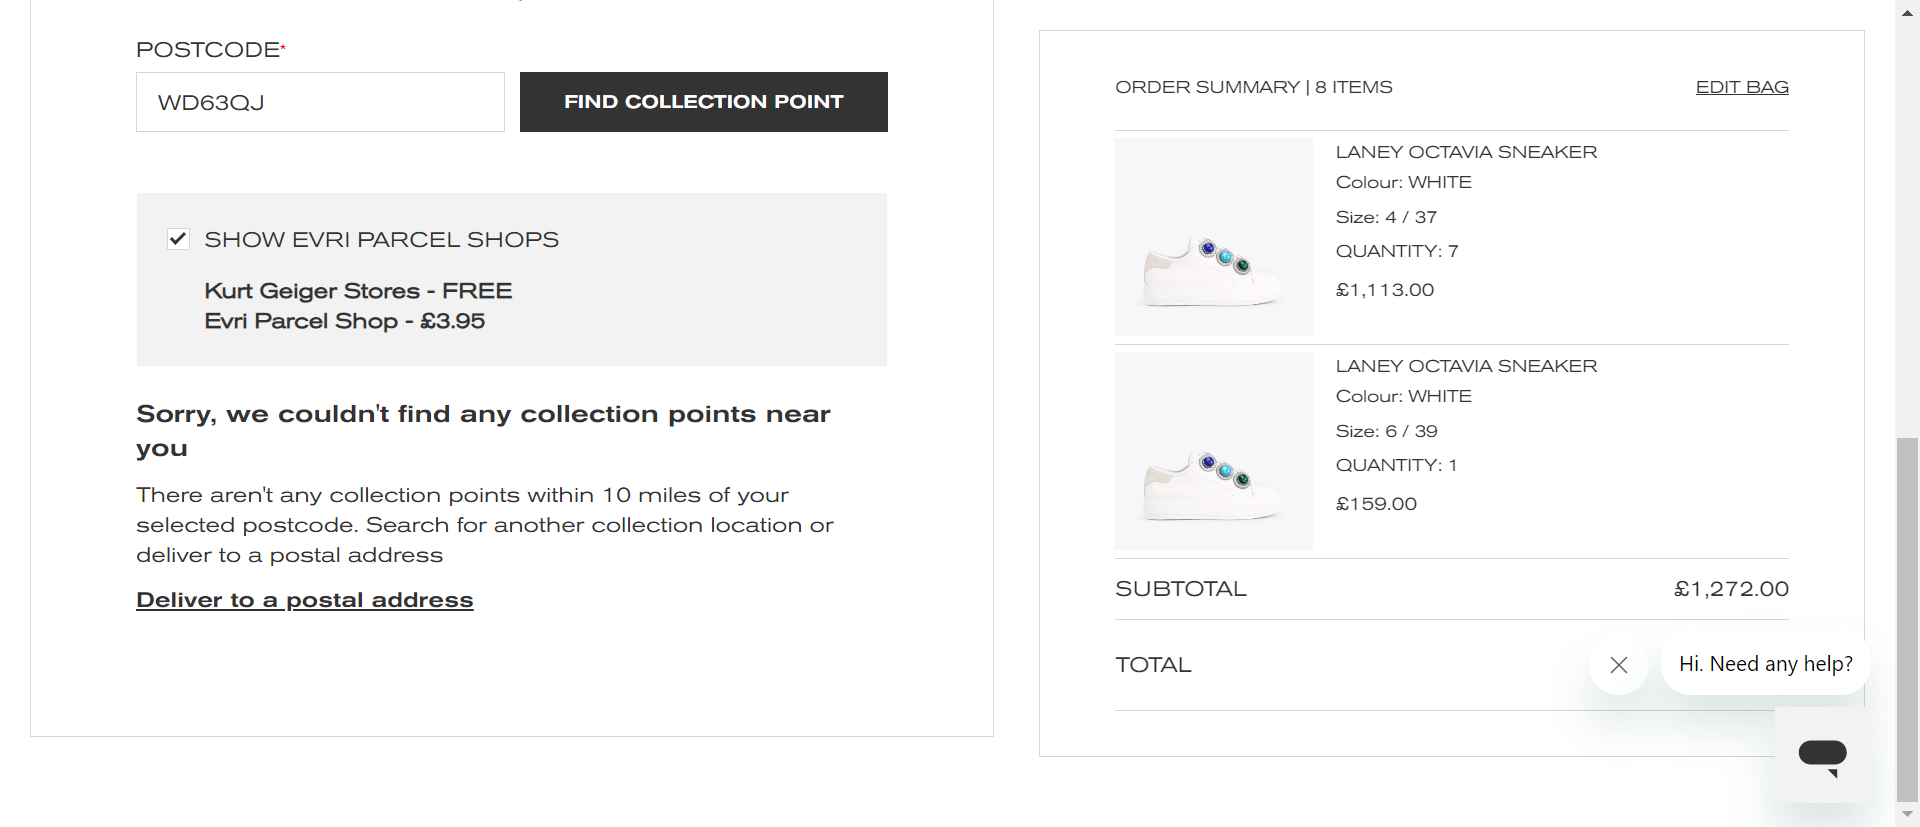 POSTCODE*
WD63QJ
FIND COLLECTION POINT
SHOW EVRI PARCEL SHOPS
Kurt Geiger Stores - FREE
Evri Parcel Shop - £3.95
Sorry, we couldn't find any collection points near
you
There aren't any collection points within 10 miles of your
selected postcode. Search for another collection location or
deliver to a postal address
Deliver to a postal address
ORDER SUMMARY | 8 ITEMS
EDIT BAG
LANEY OCTAVIA SNEAKER
Colour: WHITE
Size: 4 / 37
QUANTITY: 7
£1,113.00
LANEY OCTAVIA SNEAKER
Colour: WHITE
Size: 6 / 39
QUANTITY: 1
£159.00
SUBTOTAL
£1,272.00
TOTAL
Hi. Need any help?